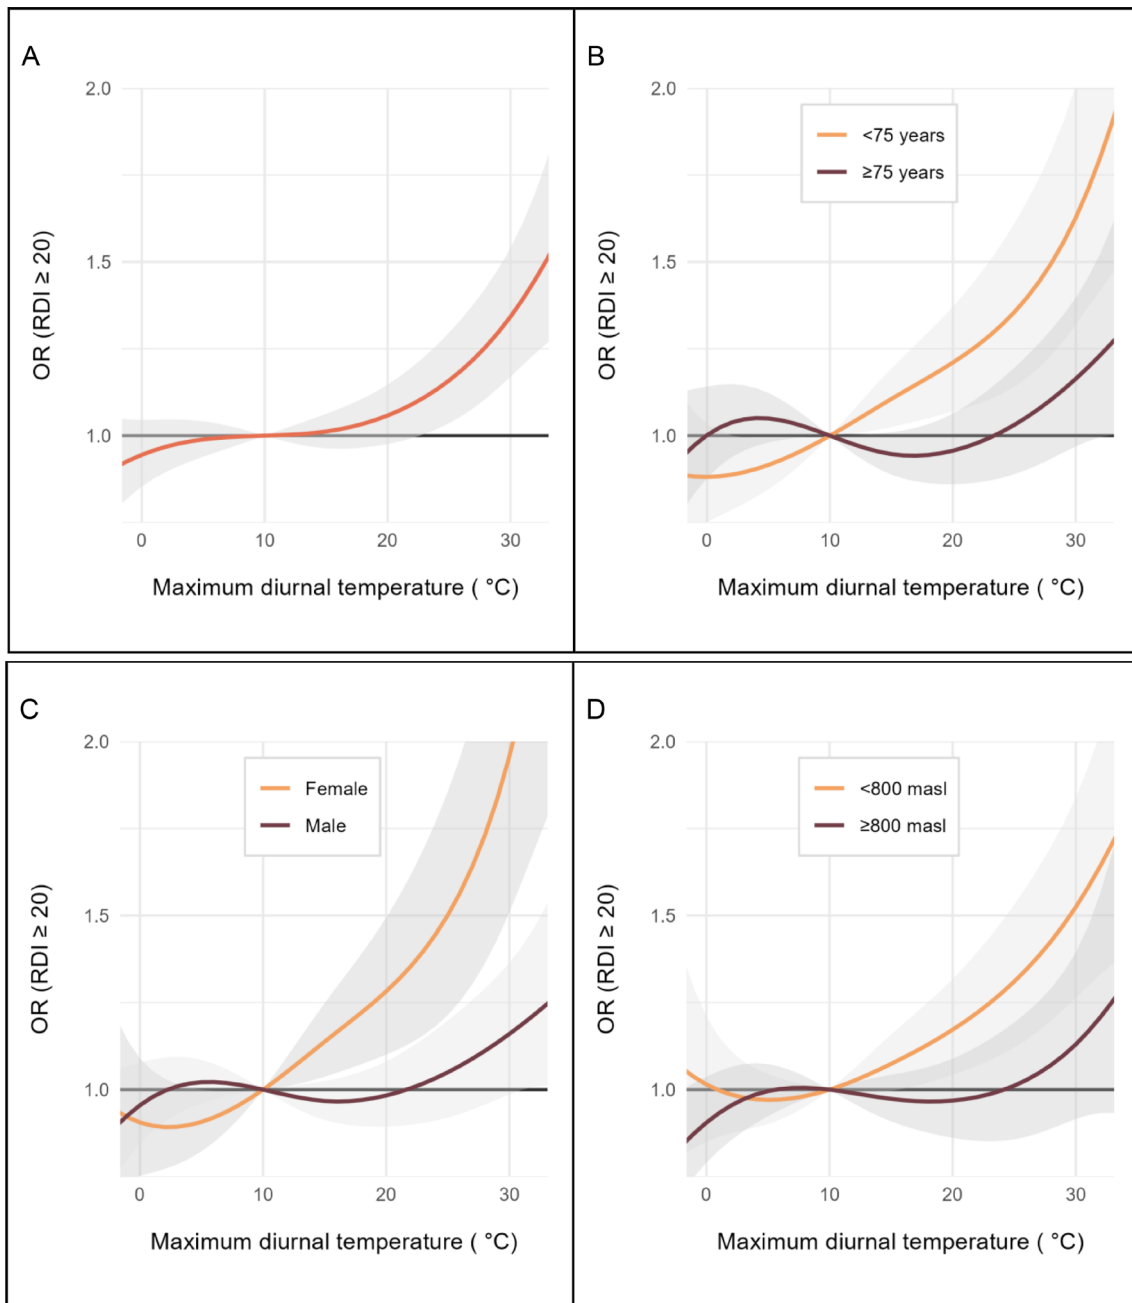 A
2.0
1.5
1.0
OR (RDI ≥ 20)
0 10 20 30
Maximum diurnal temperature ( °C)
B
<75 years
≥75 years
2.0
1.5
1.0
OR (RDI ≥ 20)
0 10 20 30
Maximum diurnal temperature ( °C)
C
Female
Male
2.0
1.5
1.0
OR (RDI ≥ 20)
0 10 20 30
Maximum diurnal temperature ( °C)
D
<800 masl
≥800 masl
2.0
1.5
1.0
OR (RDI ≥ 20)
0 10 20 30
Maximum diurnal temperature ( °C)